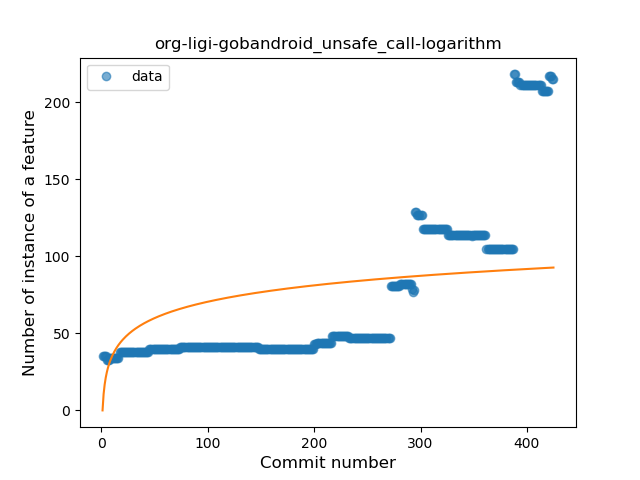 org-ligi-gobandroid_unsafe_call-logarithm
data
Number of instance of a feature
200
150
100
50
0
0 100 200 300 400
Commit number